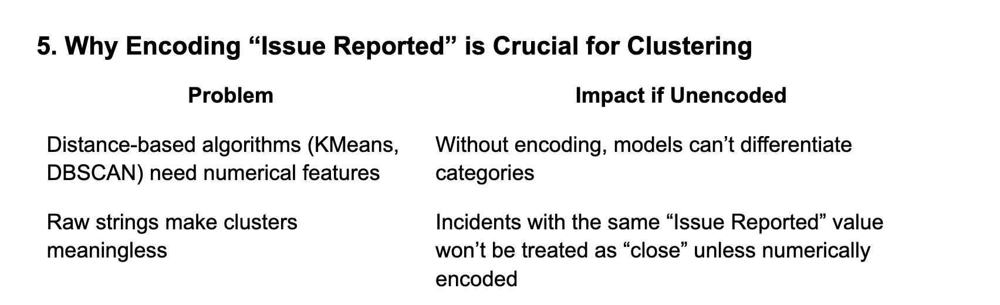 5. Why Encoding “Issue Reported” is Crucial for Clustering
Problem
Impact if Unencoded
Distance-based algorithms (KMeans,
DBSCAN) need numerical features
Without encoding, models can’t differentiate
categories
Raw strings make clusters
meaningless
Incidents with the same “Issue Reported” value
won’t be treated as “close” unless numerically
encoded